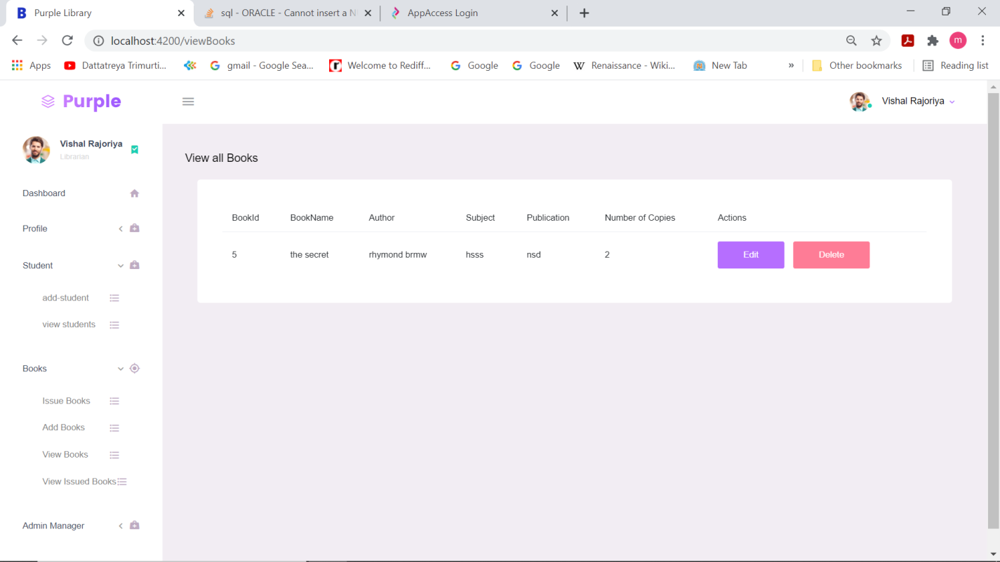 Purple Library
sql - ORACLE - Cannot insert a N
AppAccess Login
localhost:4200/viewBooks
m
Apps
Dattatreya Trimurti...
gmail - Google Sea...
Welcome to Rediff...
Google
Google
Renaissance - Wiki...
New Tab
»
Other bookmarks
Reading list
Purple
Vishal Rajoriya
Vishal Rajoriya
Librarian
Dashboard
Profile
Student
add-student
view students
Books
Issue Books
Add Books
View Books
View Issued Books
Admin Manager
View all Books
BookId BookName Author Subject Publication Number of Copies Actions
5 the secret rhymond brmw hsss nsd 2 Edit Delete